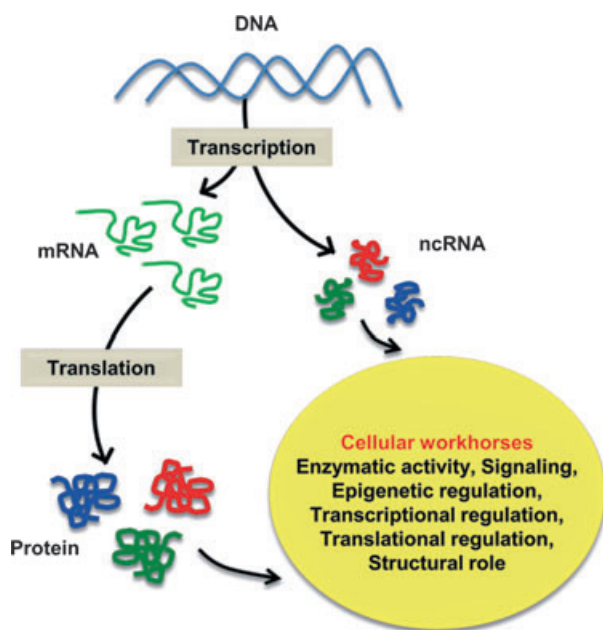 DNA
Transcription
mRNA
ncRNA
Translation
Cellular workhorses
Enzymatic activity, Signaling,
Epigenetic regulation,
Transcriptional regulation,
Translational regulation,
Structural role
Protein